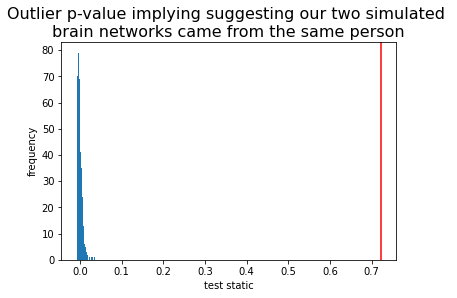 Outlier p-value implying suggesting our two simulated
brain networks came from the same person
80
70
60
50
40
30
20
10
0
frequency
0.0 0.1 0.2 0.3 0.4 0.5 0.6 0.7
test static